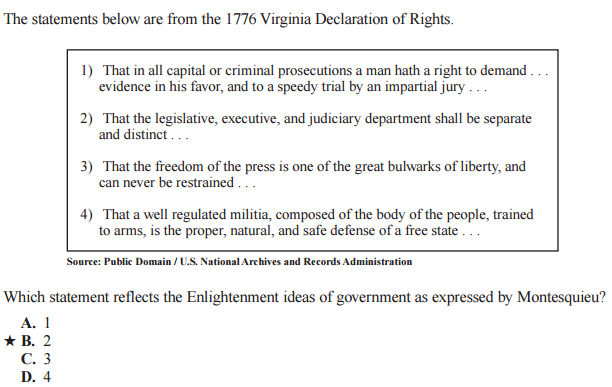 The statements below are from the 1776 Virginia Declaration of Rights.
1) That in all capital or criminal prosecutions a man hath a right to demand . . .
evidence in his favor, and to a speedy trial by an impartial jury . . .
2) That the legislative, executive, and judiciary department shall be separate
and distinct . . .
3) That the freedom of the press is one of the great bulwarks of liberty, and
can never be restrained . . .
4) That a well regulated militia, composed of the body of the people, trained
to arms, is the proper, natural, and safe defense of a free state . . .
Source: Public Domain / U.S. National Archives and Records Administration
Which statement reflects the Enlightenment ideas of government as expressed by Montesquieu?
A. 1
★ B. 2
C. 3
D. 4